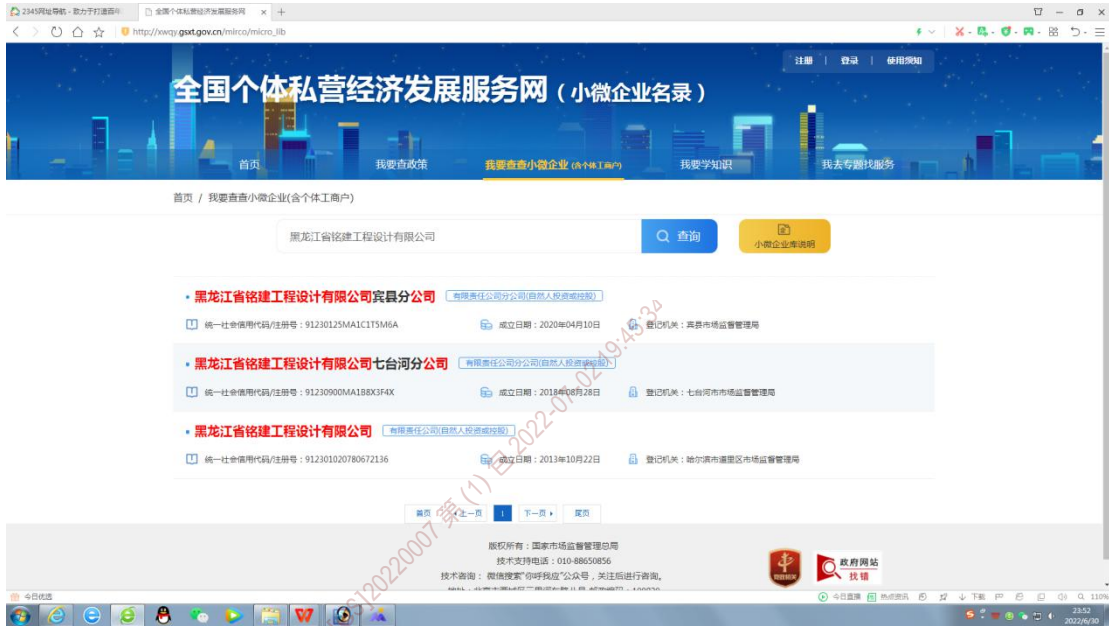 2345网址导航 - 致力于打造百年
全国个体私营经济发展服务网
http://xwqy.gsxt.gov.cn/mirco/micro_lib
注册 | 登录 | 使用须知
全国个体私营经济发展服务网（小微企业名录）
首页 我要查政策 我要查查小微企业 (含个体工商户) 我要学知识 我去专题找服务
首页 / 我要查查小微企业(含个体工商户)
黑龙江省铭建工程设计有限公司
查询
小微企业库说明
黑龙江省铭建工程设计有限公司宾县分公司 有限责任公司分公司(自然人投资或控股)
统一社会信用代码/注册号：91230125MA1C1T5M6A 成立日期：2020年04月10日 登记机关：宾县市场监督管理局
黑龙江省铭建工程设计有限公司七台河分公司 有限责任公司分公司(自然人投资或控股)
统一社会信用代码/注册号：91230900MA1B8X3F4X 成立日期：2018年08月28日 登记机关：七台河市市场监督管理局
黑龙江省铭建工程设计有限公司 有限责任公司(自然人投资或控股)
统一社会信用代码/注册号：912301020780672136 成立日期：2013年10月22日 登记机关：哈尔滨市道里区市场监督管理局
首页 上一页 1 下一页 尾页
版权所有：国家市场监督管理总局
技术支持电话：010-88650856
技术咨询： 微信搜索"你呼我应"公众号，关注后进行咨询。
党政机关
政府网站
找错
今日优选
今日直播 热点资讯 下载 110%
23:52
2022/6/30
SJ20220007 第 (1) 包 2022-07-02 19:45:34